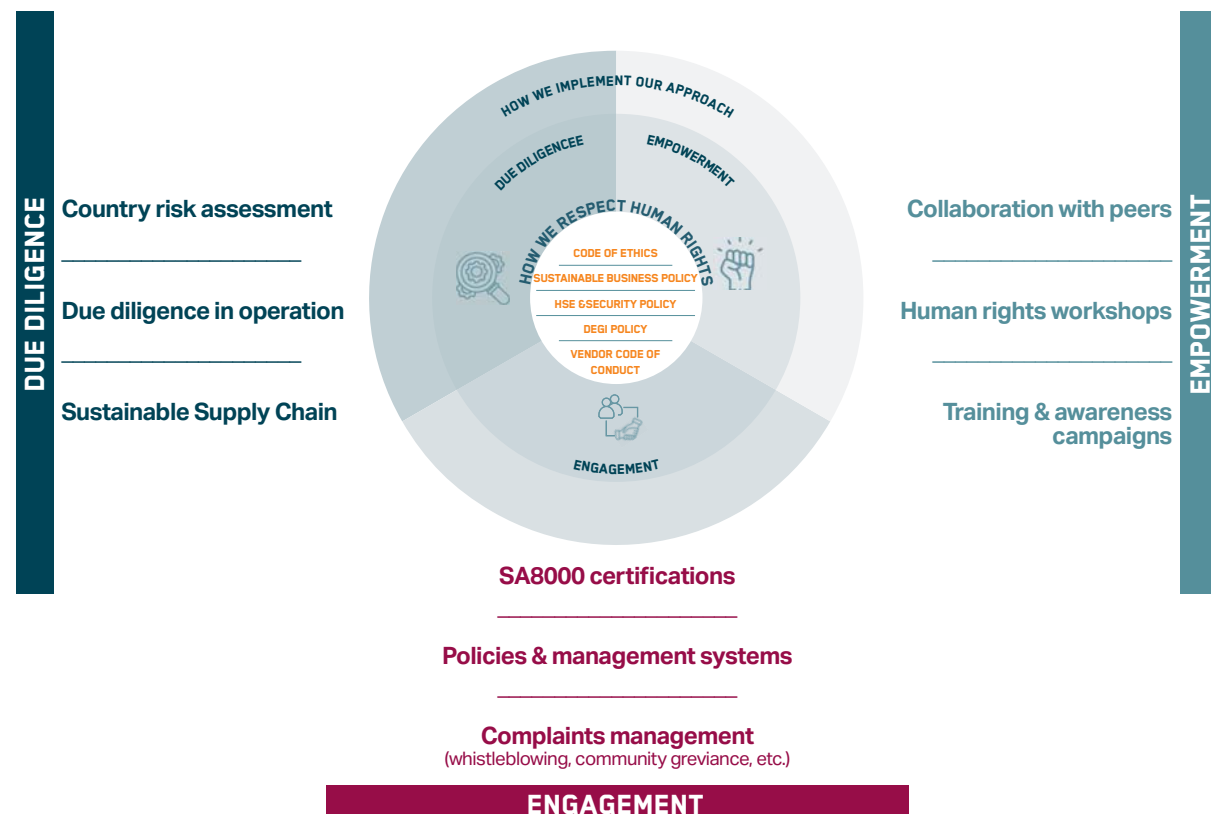 HOW WE IMPLEMENT OUR APPROACH
DUE DILIGENCEE
EMPOWERMENT
HOW WE RESPECT HUMAN RIGHTS
CODE OF ETHICS
SUSTAINABLE BUSINESS POLICY
HSE &SECURITY POLICY
DEGI POLICY
VENDOR CODE OF
CONDUCT
ENGAGEMENT
DUE DILIGENCE
Country risk assessment
Due diligence in operation
Sustainable Supply Chain
EMPOWERMENT
Collaboration with peers
Human rights workshops
Training & awareness
campaigns
SA8000 certifications
Policies & management systems
Complaints management
(whistleblowing, community greviance, etc.)
ENGAGEMENT